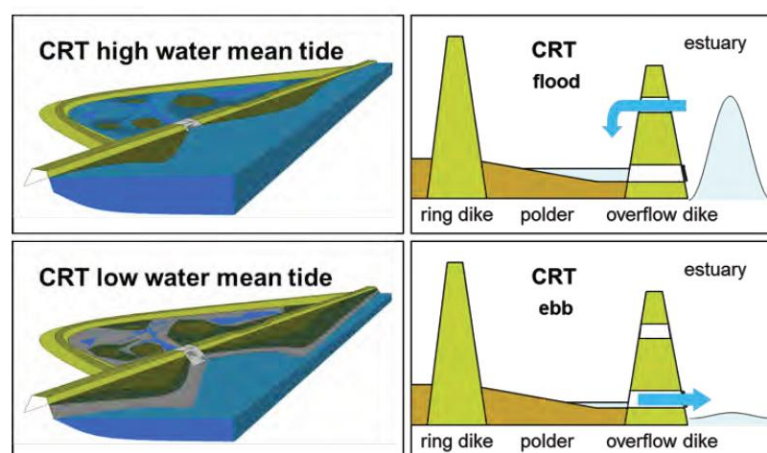 CRT high water mean tide
CRT
flood
estuary
ring dike polder overflow dike
CRT low water mean tide
CRT
ebb
estuary
ring dike polder overflow dike